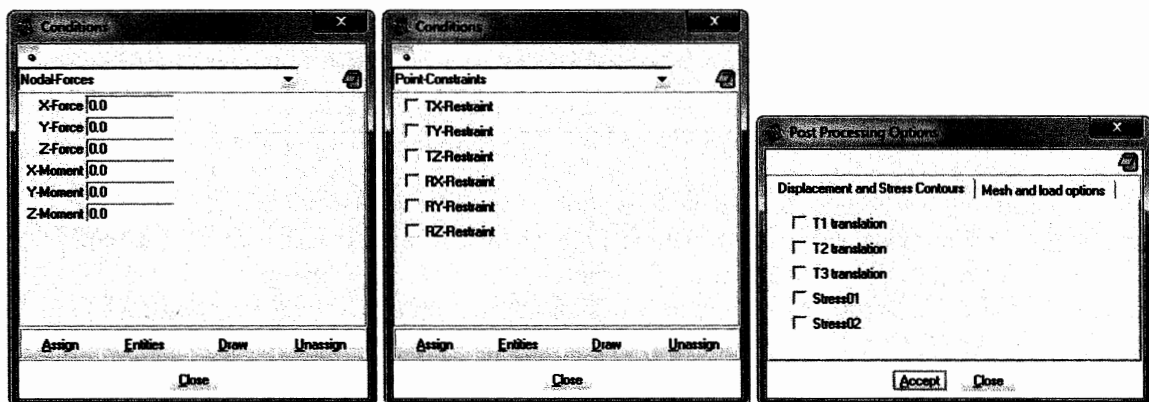 Conditions
X
Nodal-Forces
X-Force 0.0
Y-Force 0.0
Z-Force 0.0
X-Moment 0.0
Y-Moment 0.0
Z-Moment 0.0
Assign Entities Draw Unassign
Close
Conditions
X
Point-Constraints
TX-Restraint
TY-Restraint
TZ-Restraint
RX-Restraint
RY-Restraint
RZ-Restraint
Assign Entities Draw Unassign
Close
Post Processing Options
X
Displacement and Stress Contours Mesh and load options
T1 translation
T2 translation
T3 translation
Stress01
Stress02
Accept Close